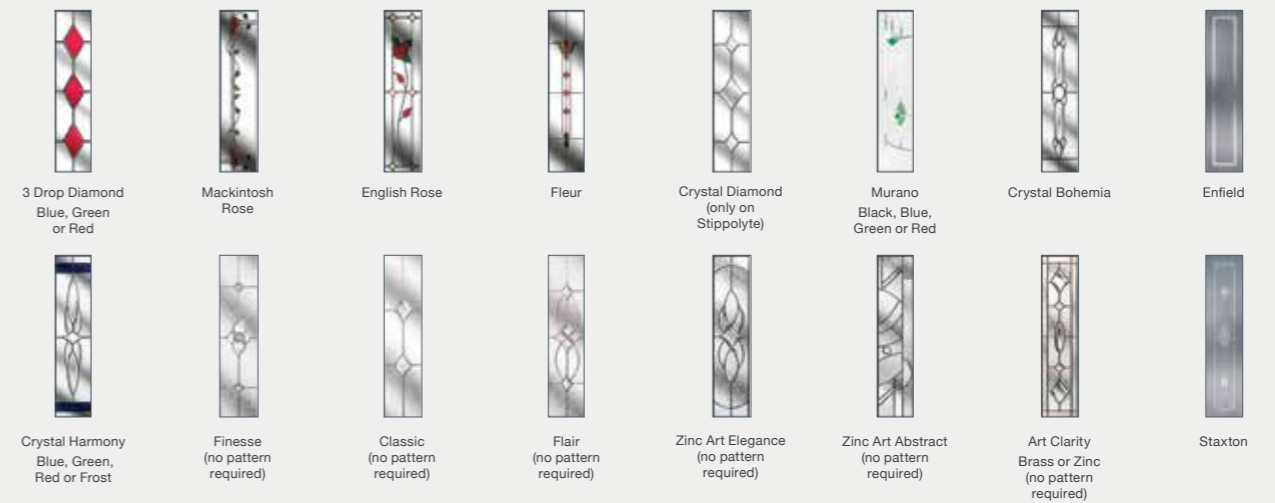 3 Drop Diamond
Blue, Green
or Red
Mackintosh
Rose
English Rose
Fleur
Crystal Diamond
(only on
Stippolyte)
Murano
Black, Blue,
Green or Red
Crystal Bohemia
Enfield
Crystal Harmony
Blue, Green,
Red or Frost
Finesse
(no pattern
required)
Classic
(no pattern
required)
Flair
(no pattern
required)
Zinc Art Elegance
(no pattern
required)
Zinc Art Abstract
(no pattern
required)
Art Clarity
Brass or Zinc
(no pattern
required)
Staxton